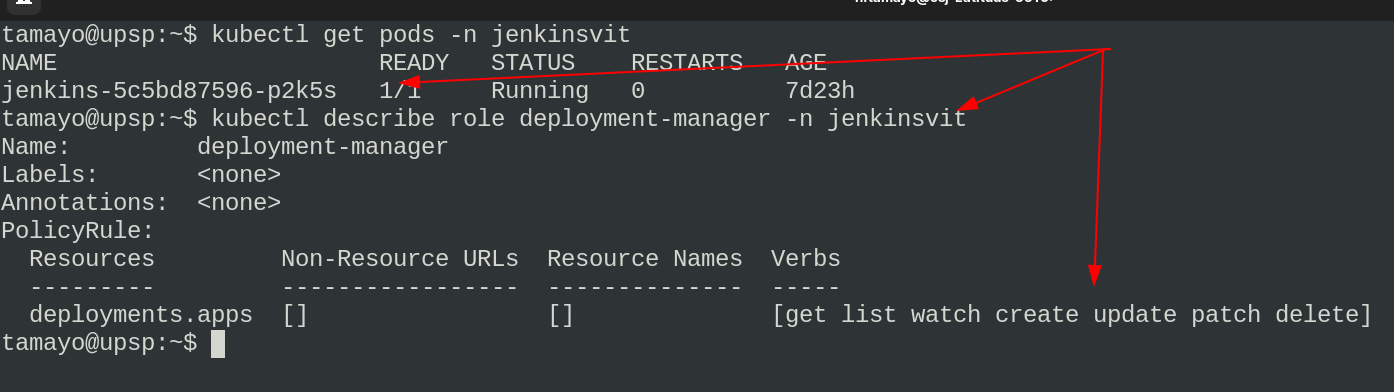 tamayo@upsp:~$ kubectl get pods -n jenkinsvit
NAME                       READY   STATUS    RESTARTS   AGE
jenkins-5c5bd87596-p2k5s   1/1     Running   0          7d23h
tamayo@upsp:~$ kubectl describe role deployment-manager -n jenkinsvit
Name:         deployment-manager
Labels:       <none>
Annotations:  <none>
PolicyRule:
  Resources         Non-Resource URLs  Resource Names  Verbs
  ---------         -----------------  --------------  -----
  deployments.apps  []                 []              [get list watch create update patch delete]
tamayo@upsp:~$